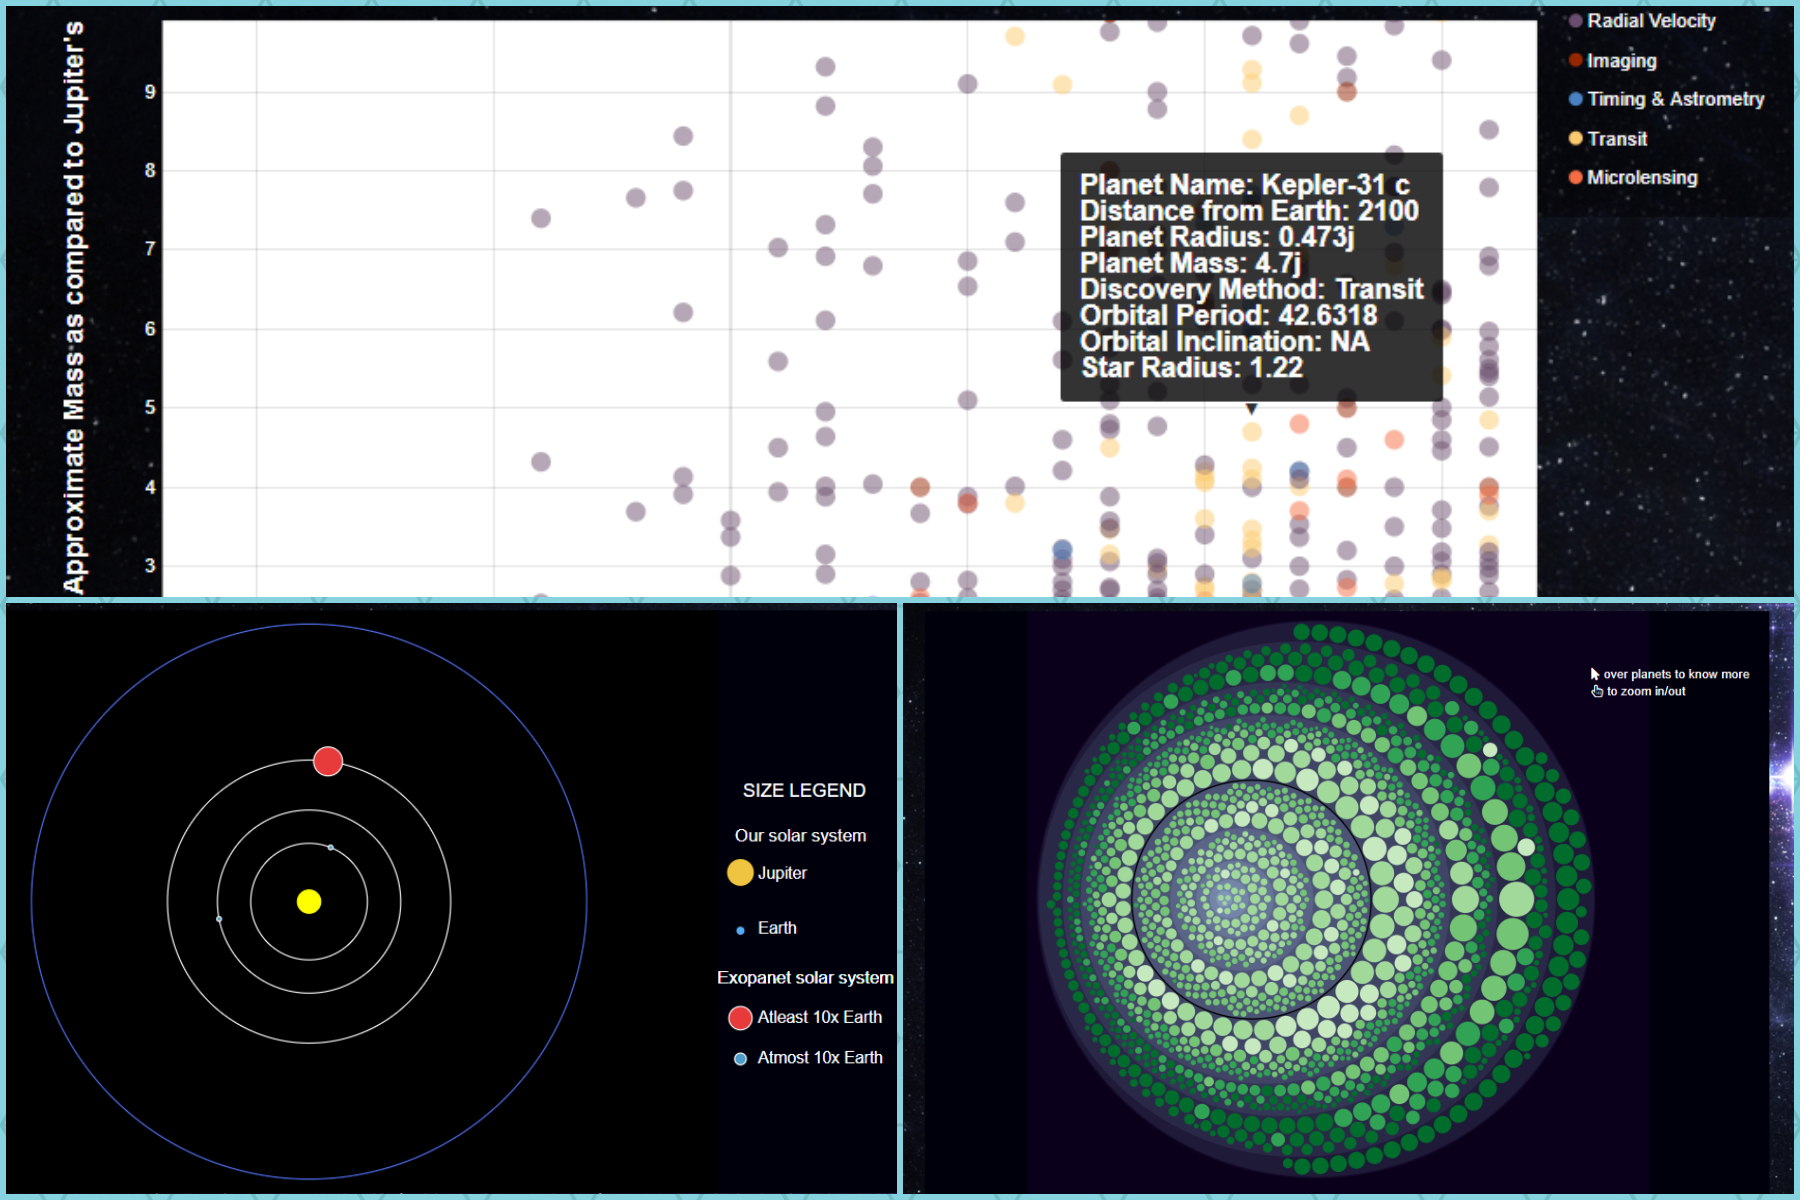 Approximate Mass as compared to Jupiter's
9
8
7
6
5
4
3
Radial Velocity
Imaging
Timing & Astrometry
Transit
Microlensing
Planet Name: Kepler-31 c
Distance from Earth: 2100
Planet Radius: 0.473j
Planet Mass: 4.7j
Discovery Method: Transit
Orbital Period: 42.6318
Orbital Inclination: NA
Star Radius: 1.22
SIZE LEGEND
Our solar system
Jupiter
Earth
Exopanet solar system
Atleast 10x Earth
Atmost 10x Earth
over planets to know more
to zoom in/out